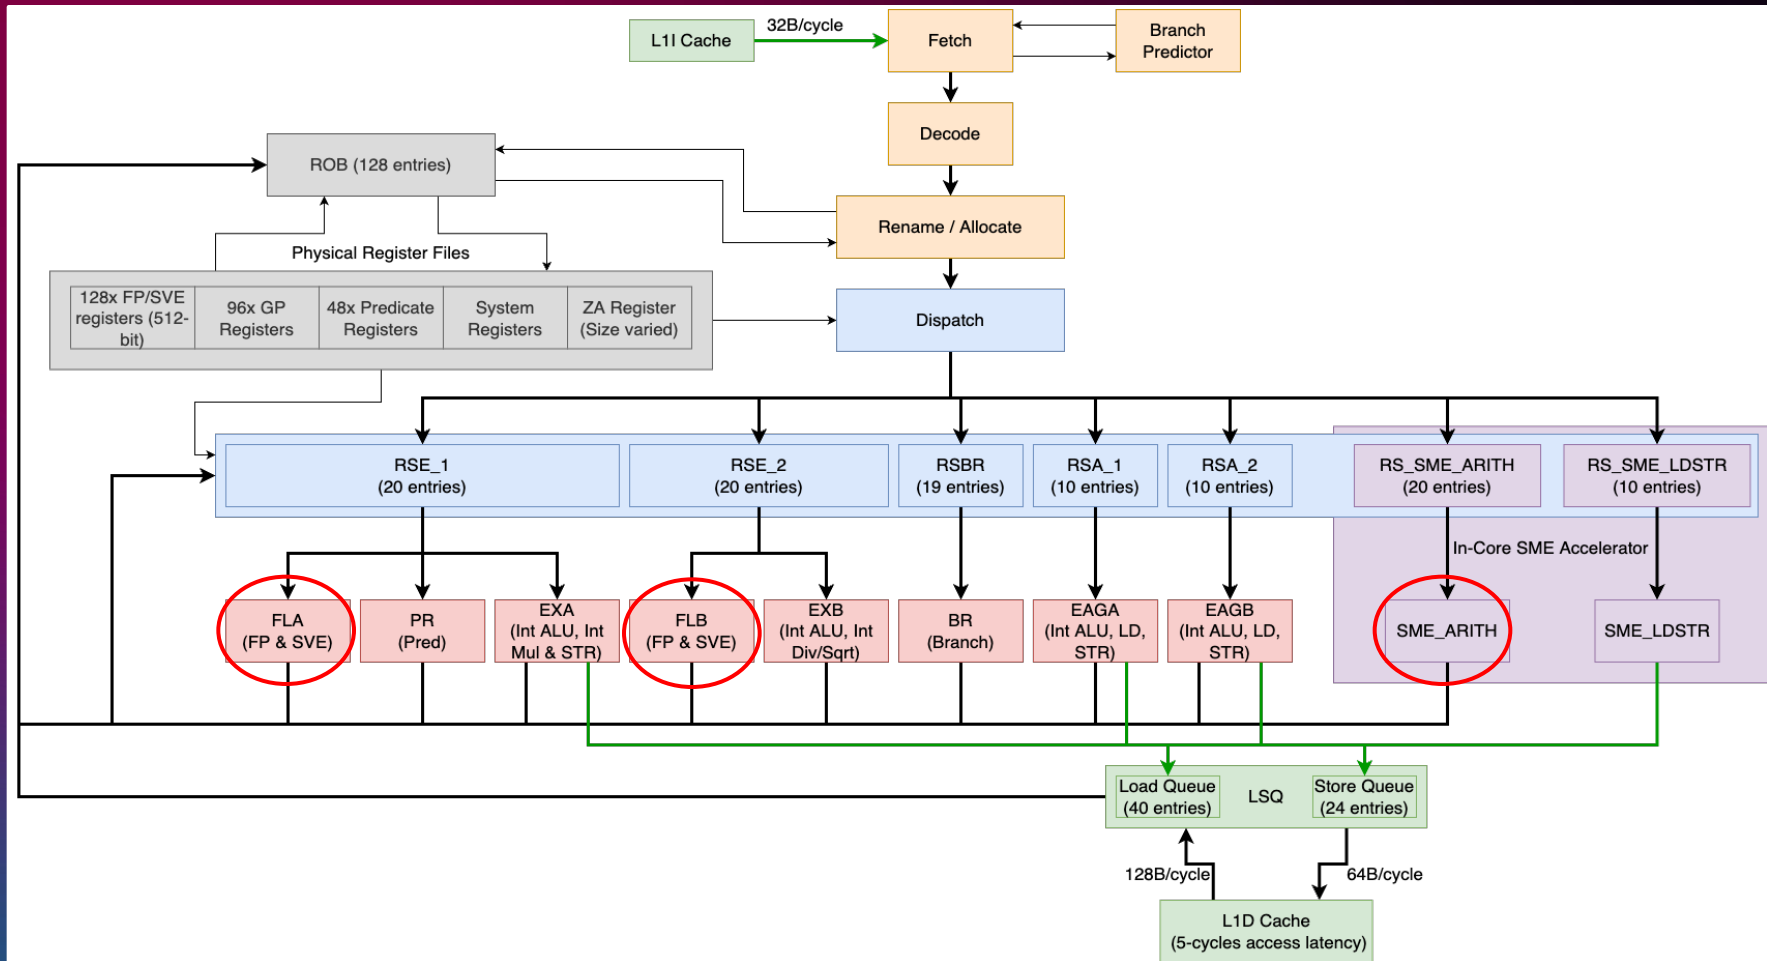 L1I Cache
32B/cycle
Fetch
Branch
Predictor
Decode
ROB (128 entries)
Rename / Allocate
Physical Register Files
128x FP/SVE
registers (512-
bit)
96x GP
Registers
48x Predicate
Registers
System
Registers
ZA Register
(Size varied)
Dispatch
RSE_1
(20 entries)
RSE_2
(20 entries)
RSBR
(19 entries)
RSA_1
(10 entries)
RSA_2
(10 entries)
RS_SME_ARITH
(20 entries)
RS_SME_LDSTR
(10 entries)
In-Core SME Accelerator
FLA
(FP & SVE)
PR
(Pred)
EXA
(Int ALU, Int
Mul & STR)
FLB
(FP & SVE)
EXB
(Int ALU, Int
Div/Sqrt)
BR
(Branch)
EAGA
(Int ALU, LD,
STR)
EAGB
(Int ALU, LD,
STR)
SME_ARITH
SME_LDSTR
Load Queue
(40 entries)
LSQ
Store Queue
(24 entries)
128B/cycle
64B/cycle
L1D Cache
(5-cycles access latency)